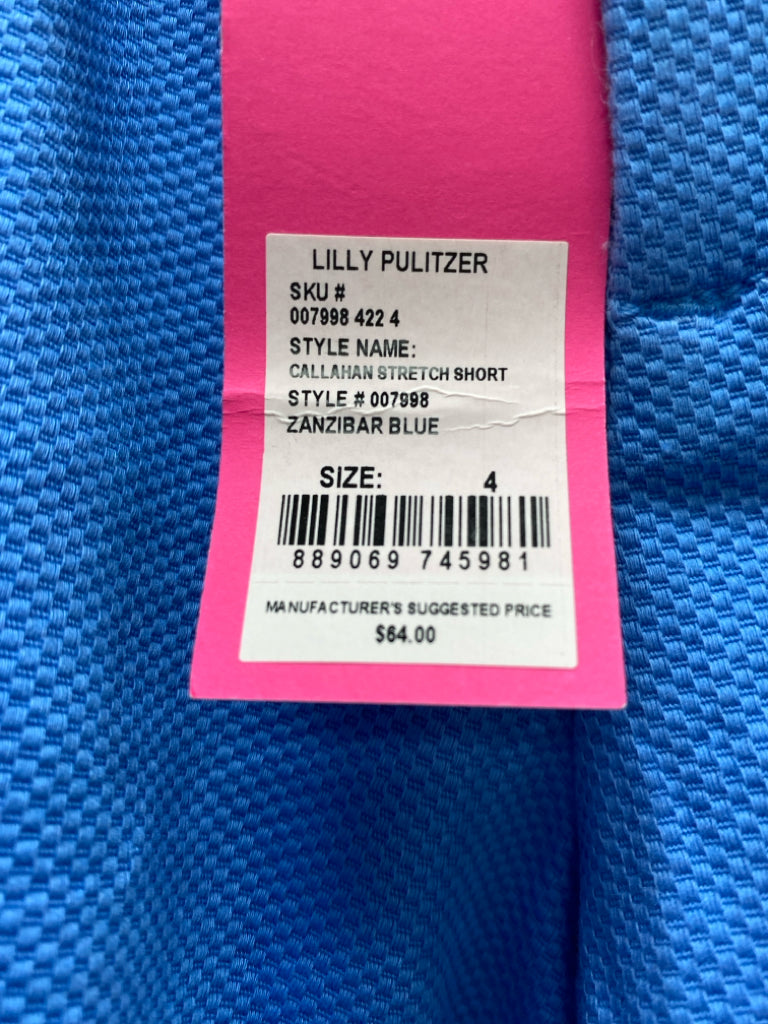 LILLY PULITZER
SKU #
007998 422 4
STYLE NAME:
CALLAHAN STRETCH SHORT
STYLE # 007998
ZANZIBAR BLUE
SIZE: 4
889069 745981
MANUFACTURER'S SUGGESTED PRICE
$64.00